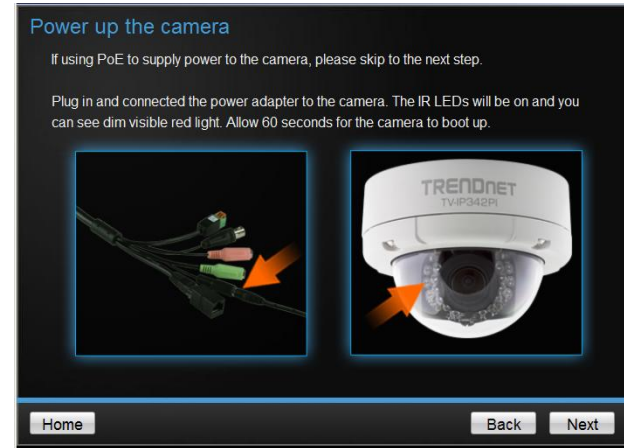 Power up the camera
If using PoE to supply power to the camera, please skip to the next step.
Plug in and connected the power adapter to the camera. The IR LEDs will be on and you
can see dim visible red light. Allow 60 seconds for the camera to boot up.
TRENDNET
TV-IP342PI
Home
Back
Next